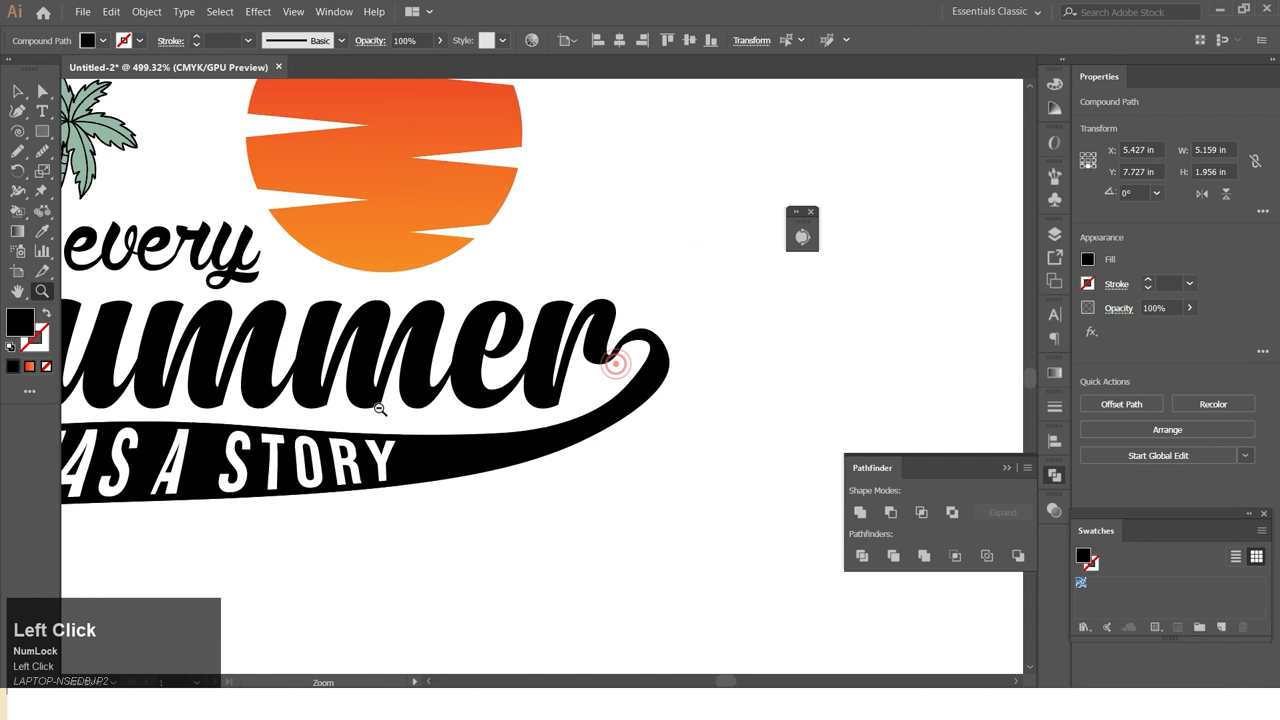 Ai File Edit Object Type Select Effect View Window Help Essentials Classic Search Adobe Stock
Compound Path Stroke: Basic Opacity: 100% Style: Transform
Untitled-2* @ 499.32% (CMYK/GPU Preview)
Properties
Compound Path
Transform
X: 5.427 in W: 5.159 in
Y: 7.727 in H: 1.956 in
0°
Appearance
Fill
Stroke
Opacity 100%
fx.
Quick Actions
Offset Path Recolor
Arrange
Start Global Edit
every
ummer
AS A STORY
Pathfinder
Shape Modes:
Expand
Pathfinders:
Swatches
Left Click
NumLock
Left Click
LAPTOP-NSEDBJP2
1 Zoom